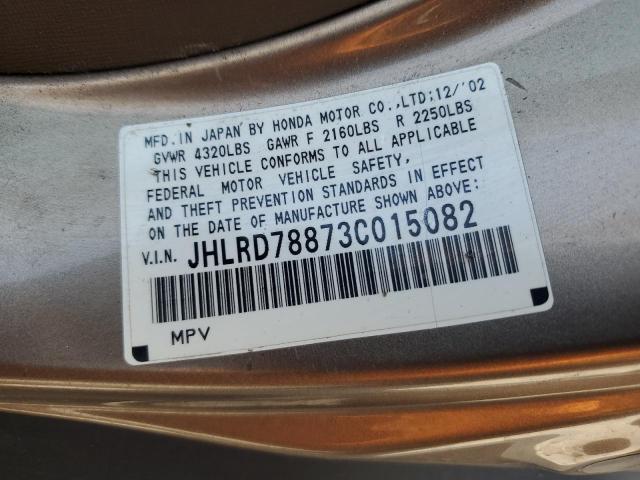 MFD. IN JAPAN BY HONDA MOTOR CO.,LTD;12/'02
GVWR 4320LBS GAWR F 2160LBS R 2250LBS
THIS VEHICLE CONFORMS TO ALL APPLICABLE
FEDERAL MOTOR VEHICLE SAFETY,
AND THEFT PREVENTION STANDARDS IN EFFECT
ON THE DATE OF MANUFACTURE SHOWN ABOVE:
V.I.N. JHLRD78873C015082
MPV